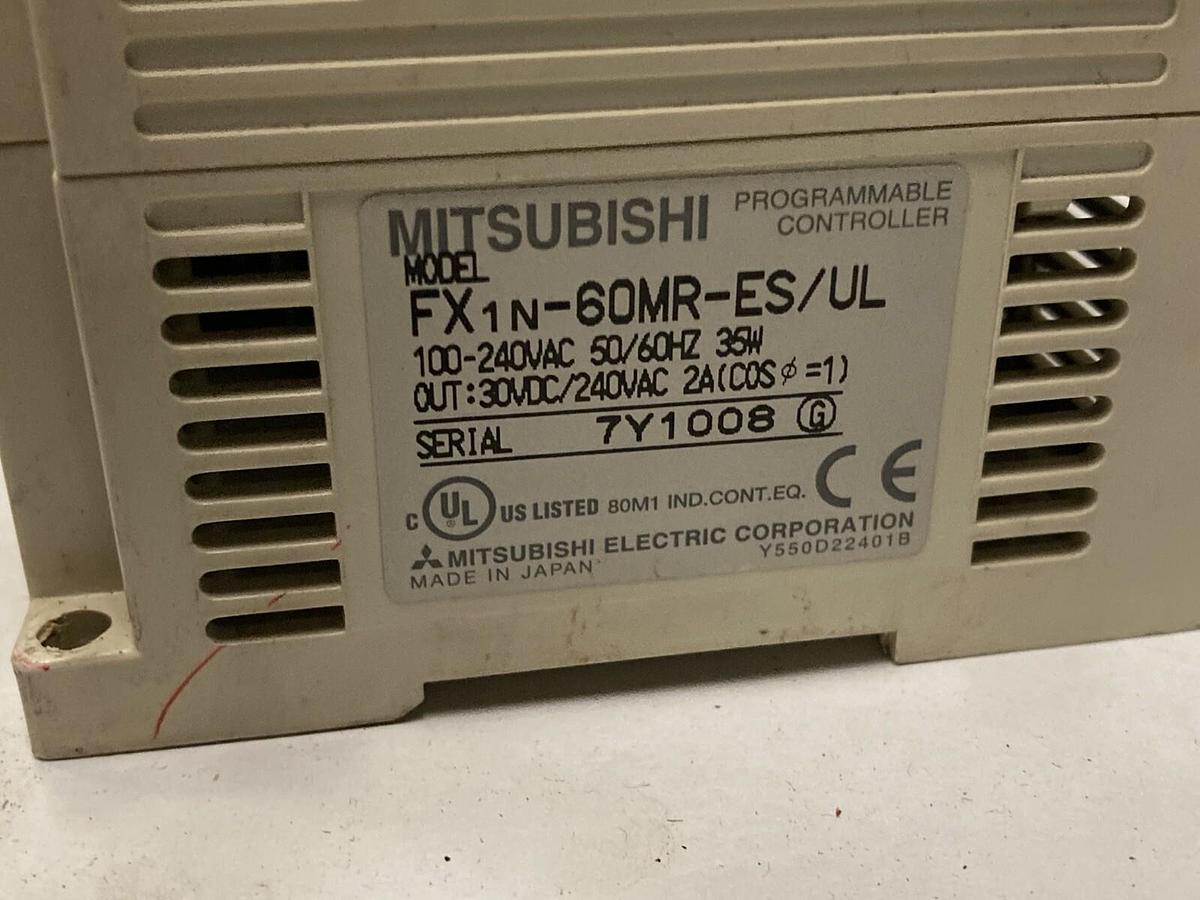 MITSUBISHI
PROGRAMMABLE
CONTROLLER
MODEL
FX1N-60MR-ES/UL
100-240VAC 50/60HZ 35W
OUT:30VDC/240VAC 2A(COSφ=1)
SERIAL 7Y1008 G
C UL ® US LISTED 80M1 IND.CONT.EQ. CE
MITSUBISHI ELECTRIC CORPORATION
MADE IN JAPAN Y550D22401B